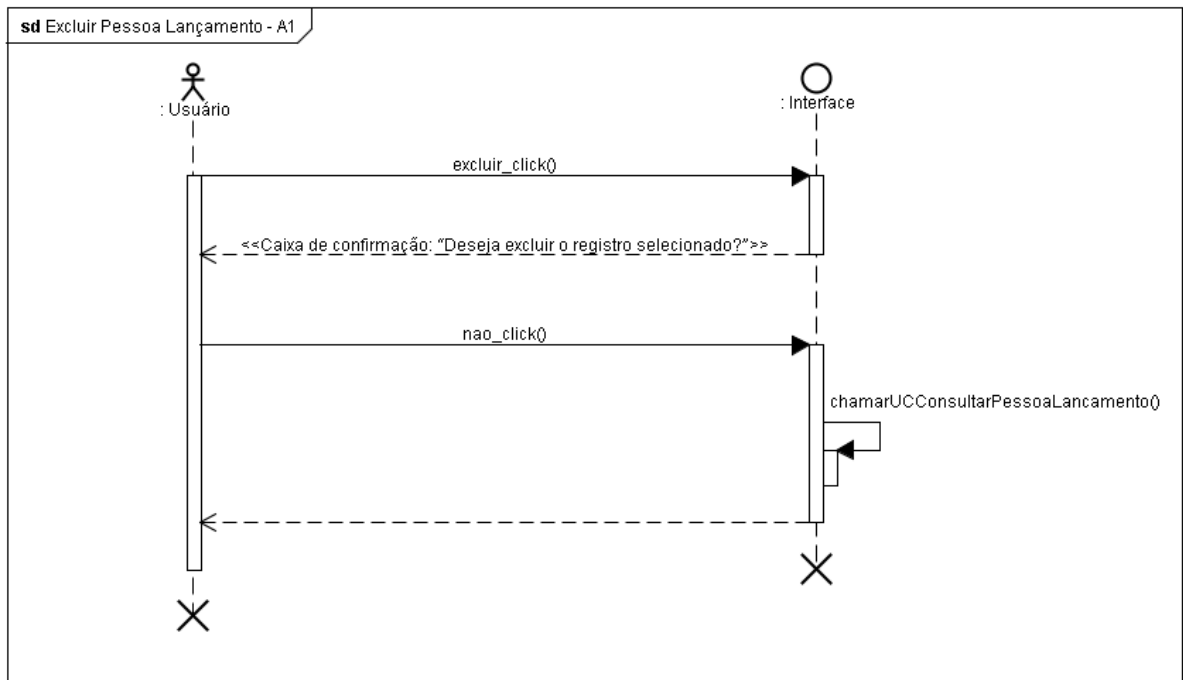 sd Excluir Pessoa Lançamento - A1
: Usuário
: Interface
excluir_click()
<<Caixa de confirmação: “Deseja excluir o registro selecionado?”>>
nao_click()
chamarUCConsultarPessoaLancamento()